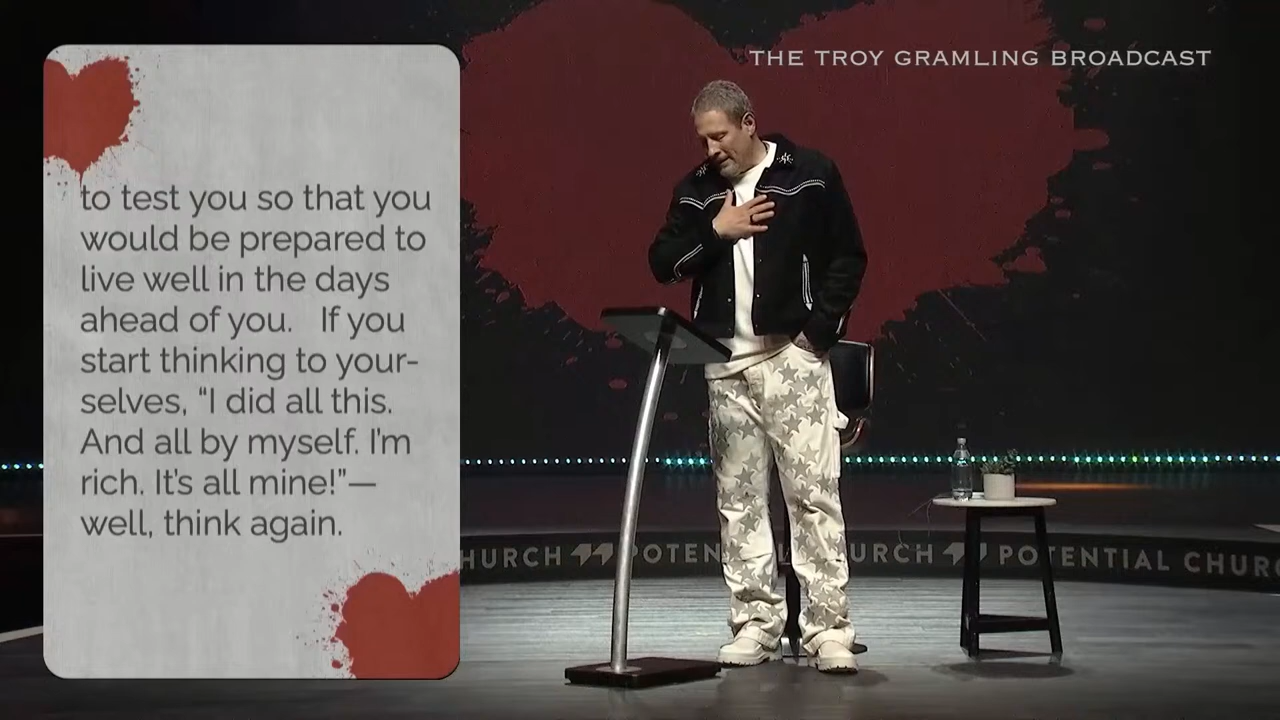 THE TROY GRAMLING BROADCAST
to test you so that you
would be prepared to
live well in the days
ahead of you.   If you
start thinking to your-
selves, “I did all this.
And all by myself. I’m
rich. It’s all mine!”—
well, think again.
CHURCH POTENTIAL CHURCH POTENTIAL CHURCH